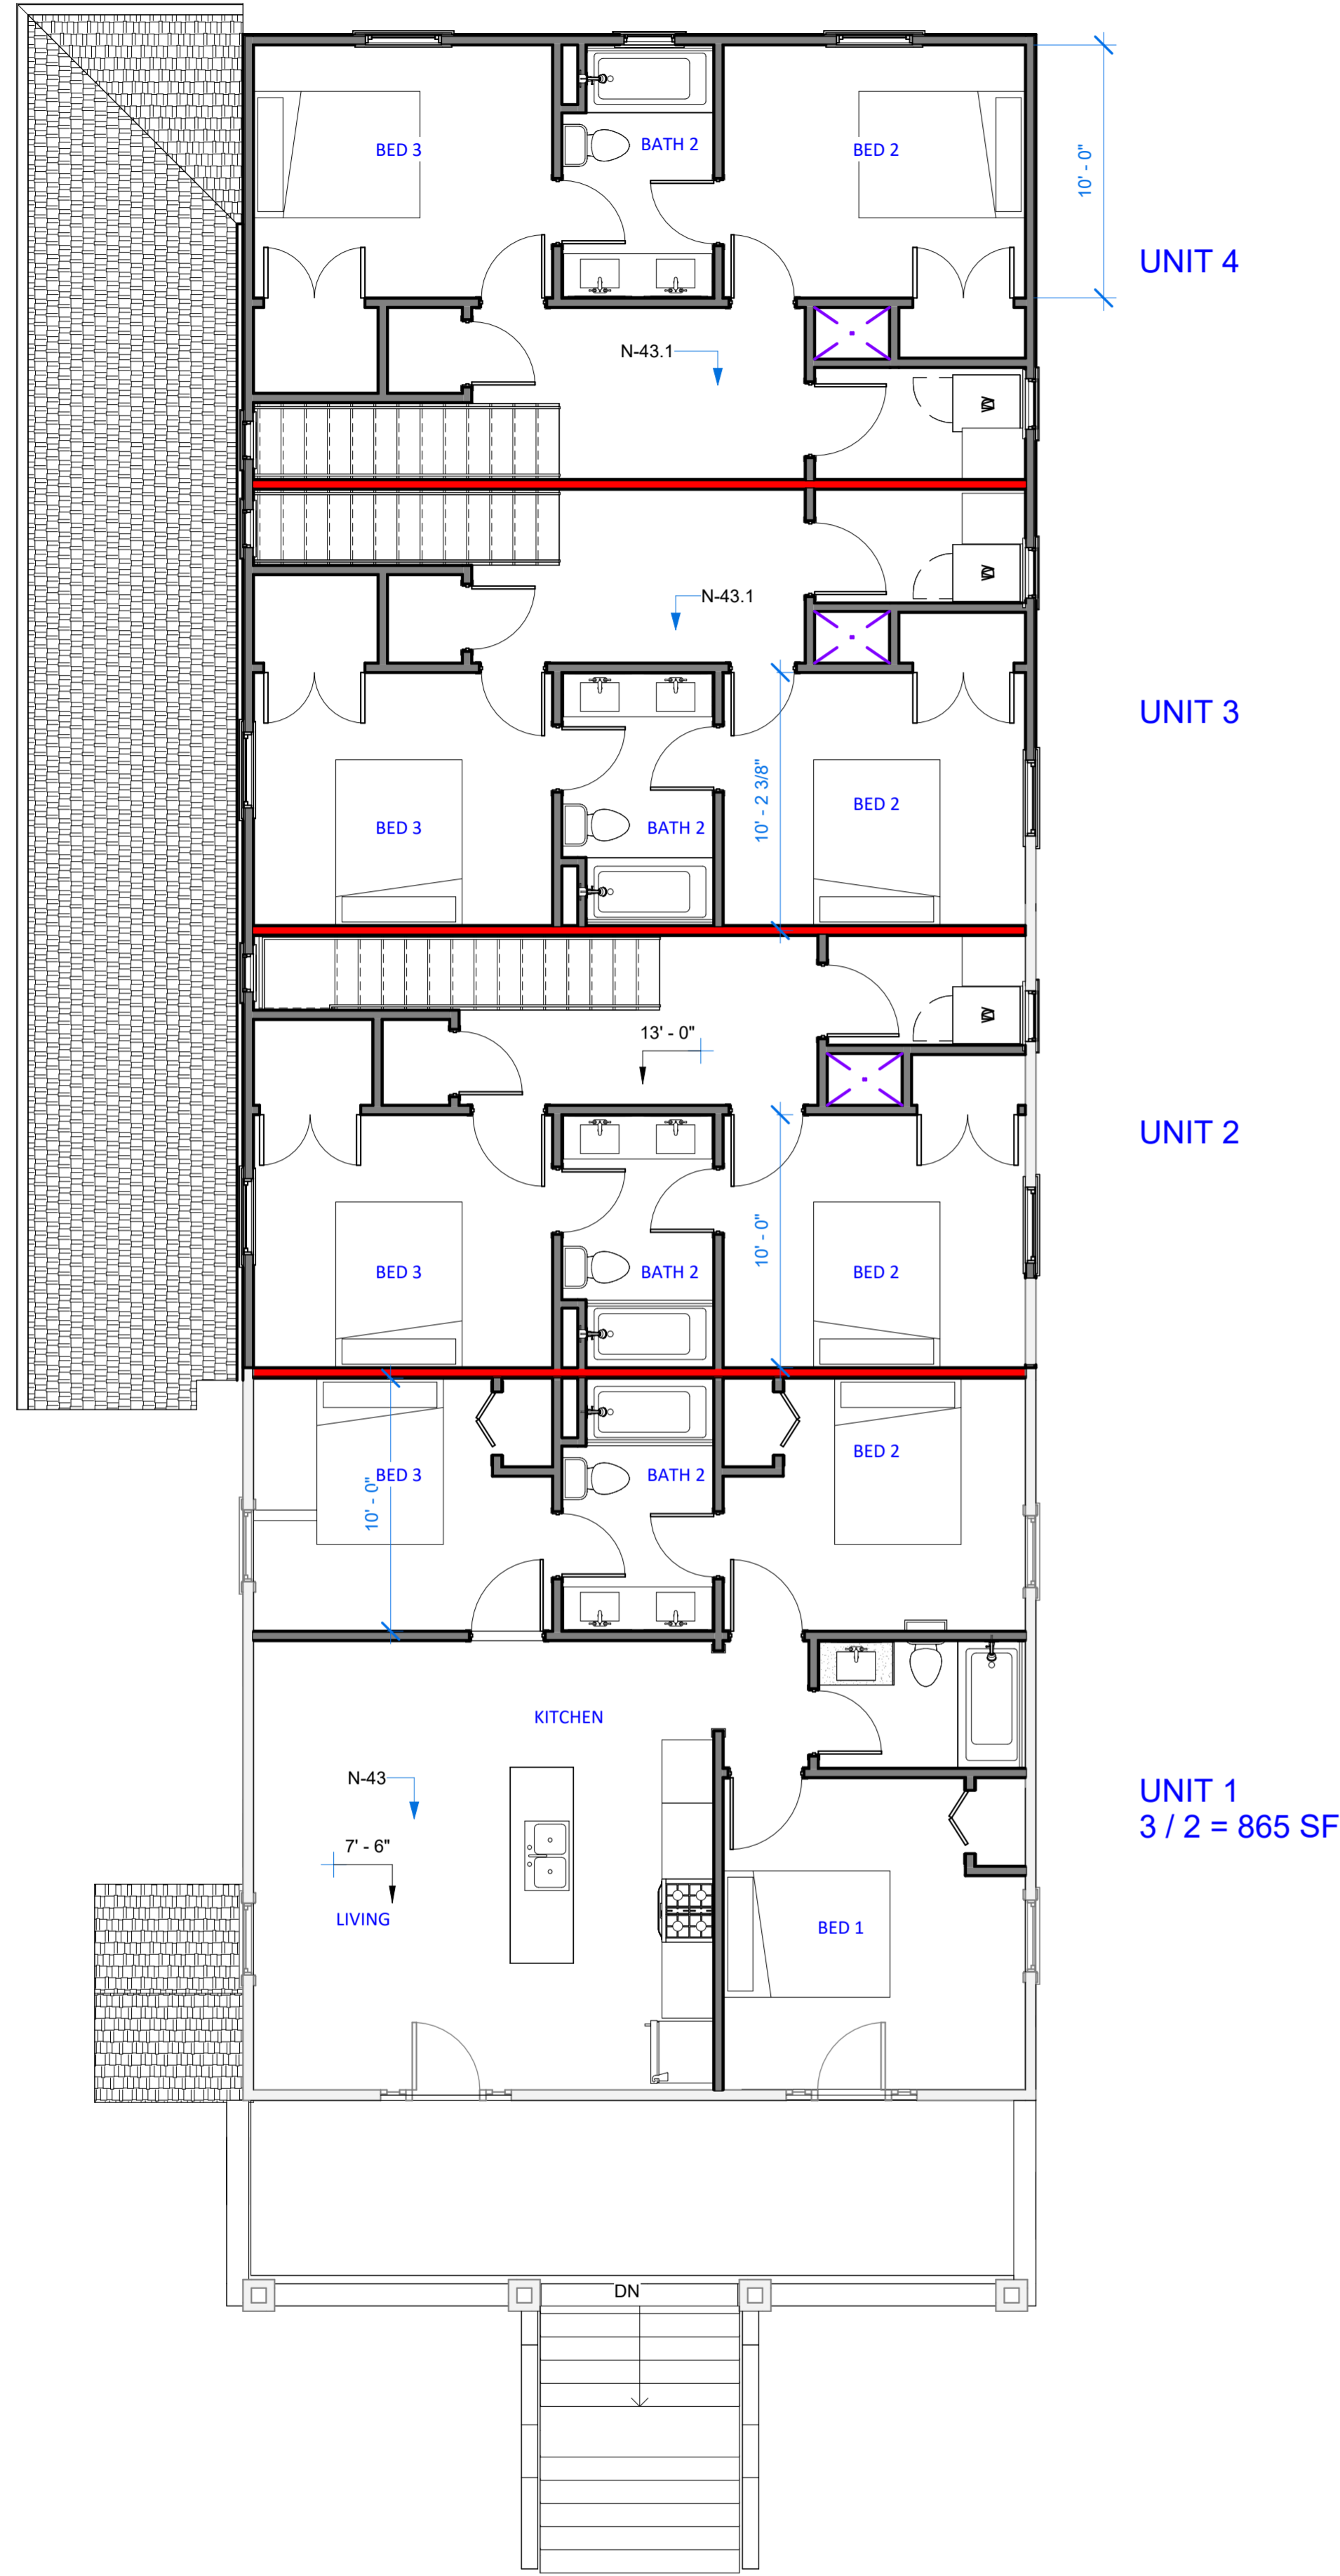 BED 3
BATH 2
BED 2
10' - 0"
UNIT 4
N-43.1
N-43.1
UNIT 3
10' - 2 3/8"
BED 3
BATH 2
BED 2
13' - 0"
UNIT 2
10' - 0"
BED 3
BATH 2
BED 2
BED 3
BATH 2
BED 2
10' - 0"
KITCHEN
N-43
UNIT 1
3 / 2 = 865 SF
7' - 6"
LIVING
BED 1
DN